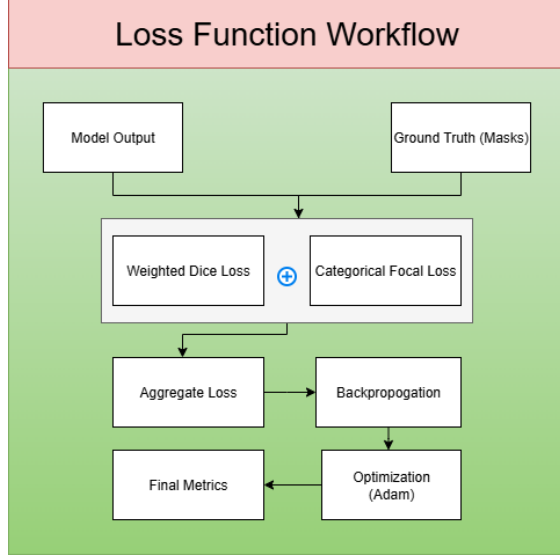 Loss Function Workflow
Model Output
Ground Truth (Masks)
Weighted Dice Loss
Categorical Focal Loss
Aggregate Loss
Backpropogation
Final Metrics
Optimization
(Adam)